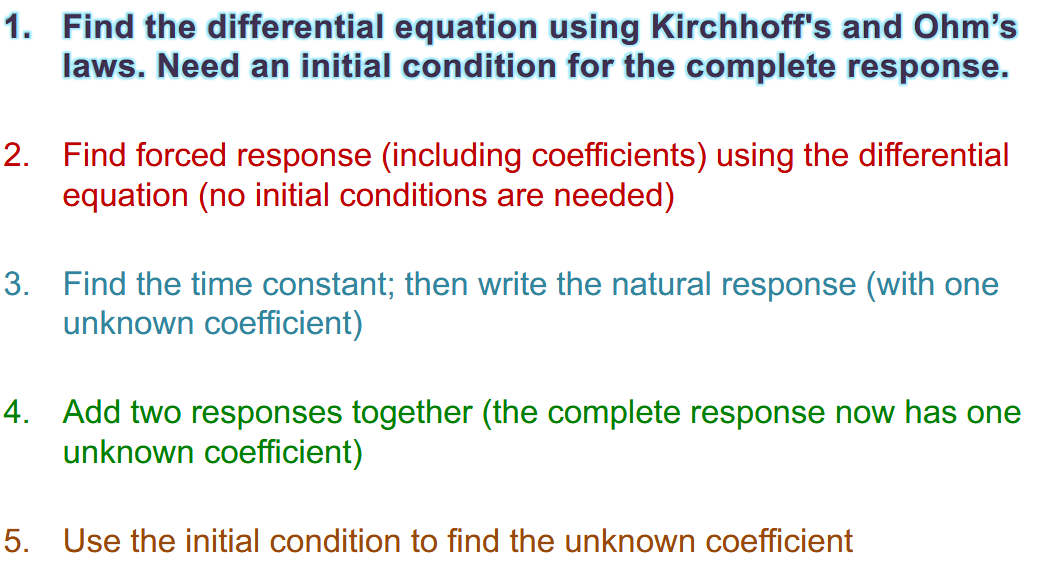 1. Find the differential equation using Kirchhoff's and Ohm’s
laws. Need an initial condition for the complete response.
2. Find forced response (including coefficients) using the differential
equation (no initial conditions are needed)
3. Find the time constant; then write the natural response (with one
unknown coefficient)
4. Add two responses together (the complete response now has one
unknown coefficient)
5. Use the initial condition to find the unknown coefficient